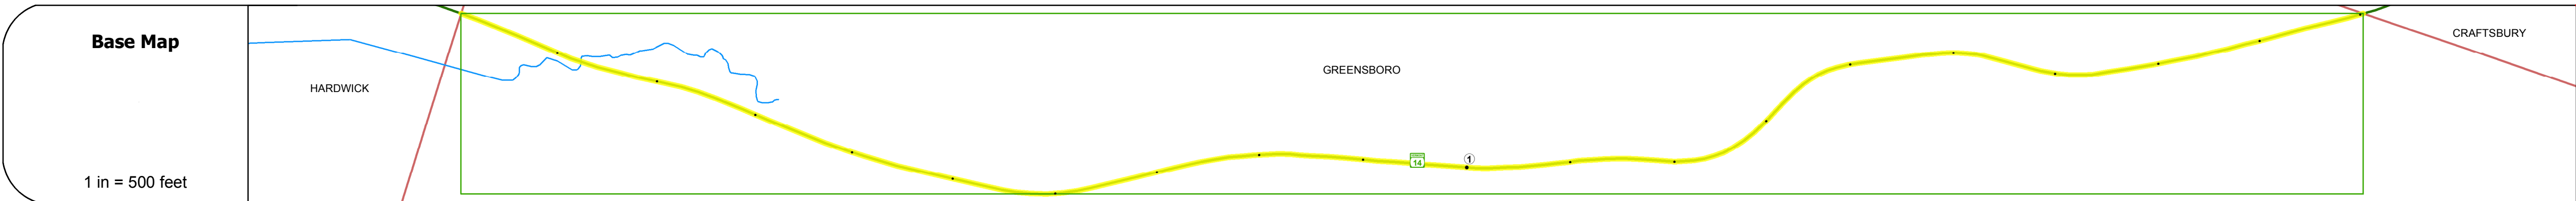 Base Map
1 in = 500 feet
HARDWICK
GREENSBORO
14
1
CRAFTSBURY